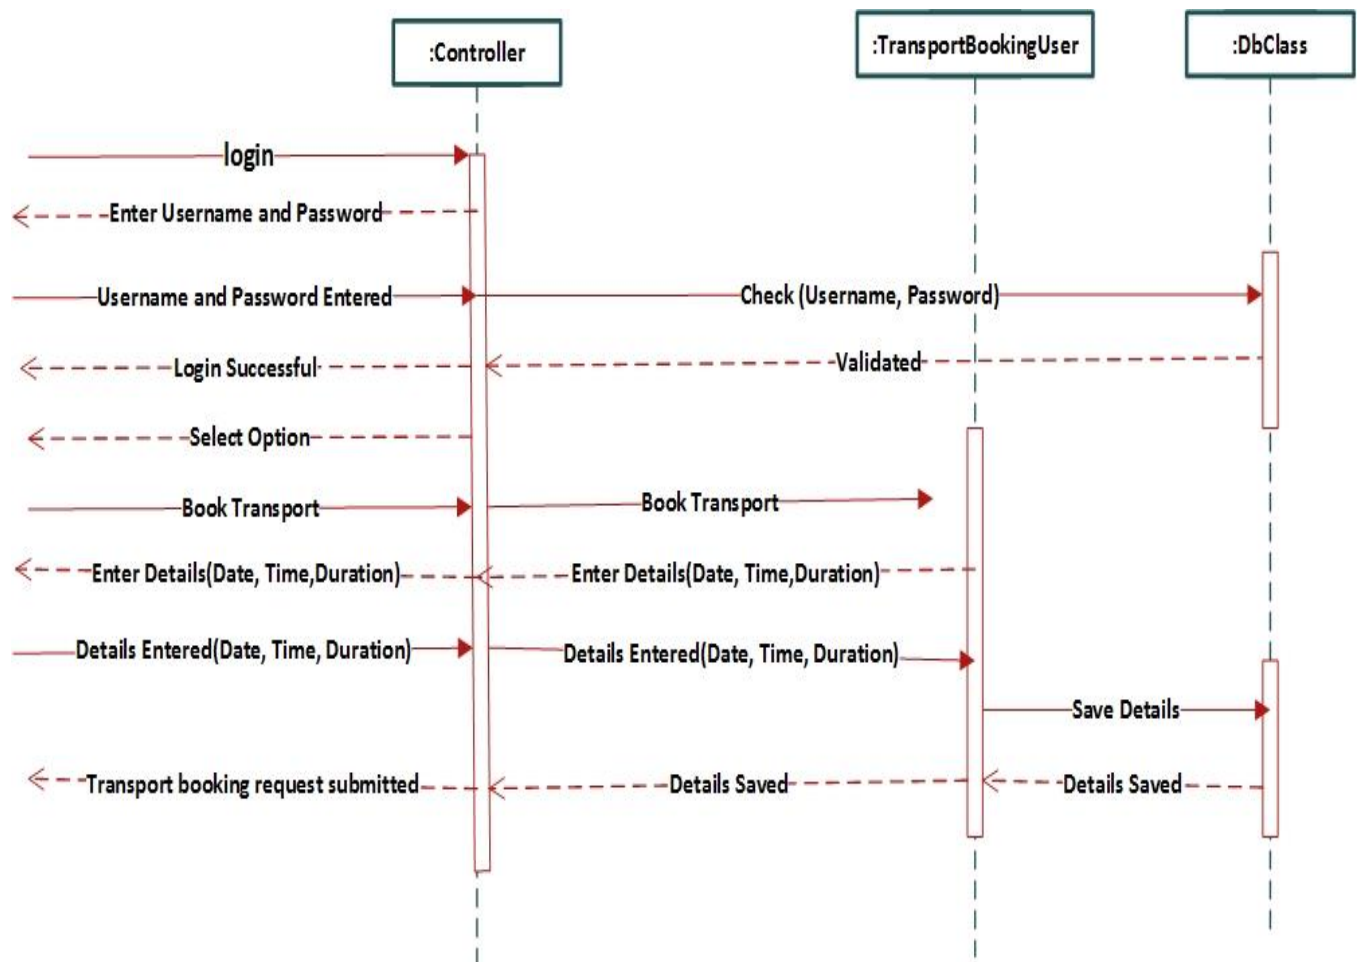 :Controller
:TransportBookingUser
:DbClass
login
Enter Username and Password
Username and Password Entered
Check (Username, Password)
Login Successful
Validated
Select Option
Book Transport
Book Transport
Enter Details(Date, Time,Duration)
Enter Details(Date, Time,Duration)
Details Entered(Date, Time, Duration)
Details Entered(Date, Time, Duration)
Save Details
Transport booking request submitted
Details Saved
Details Saved